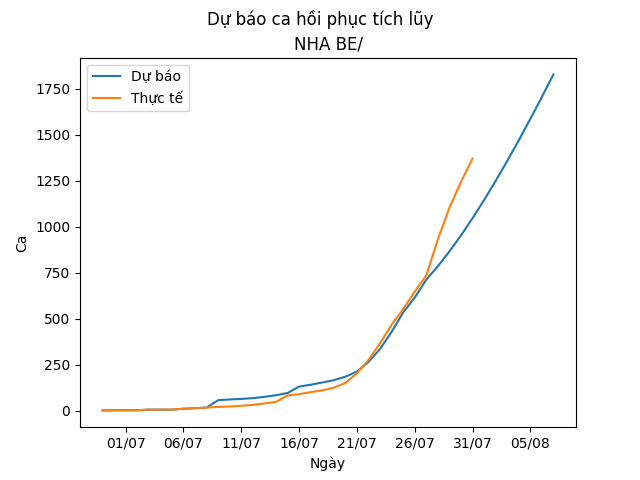 Dự báo ca hồi phục tích lũy
NHA BE/
Dự báo
Thực tế
1750
1500
1250
1000
750
500
250
0
Ca
01/07 06/07 11/07 16/07 21/07 26/07 31/07 05/08
Ngày